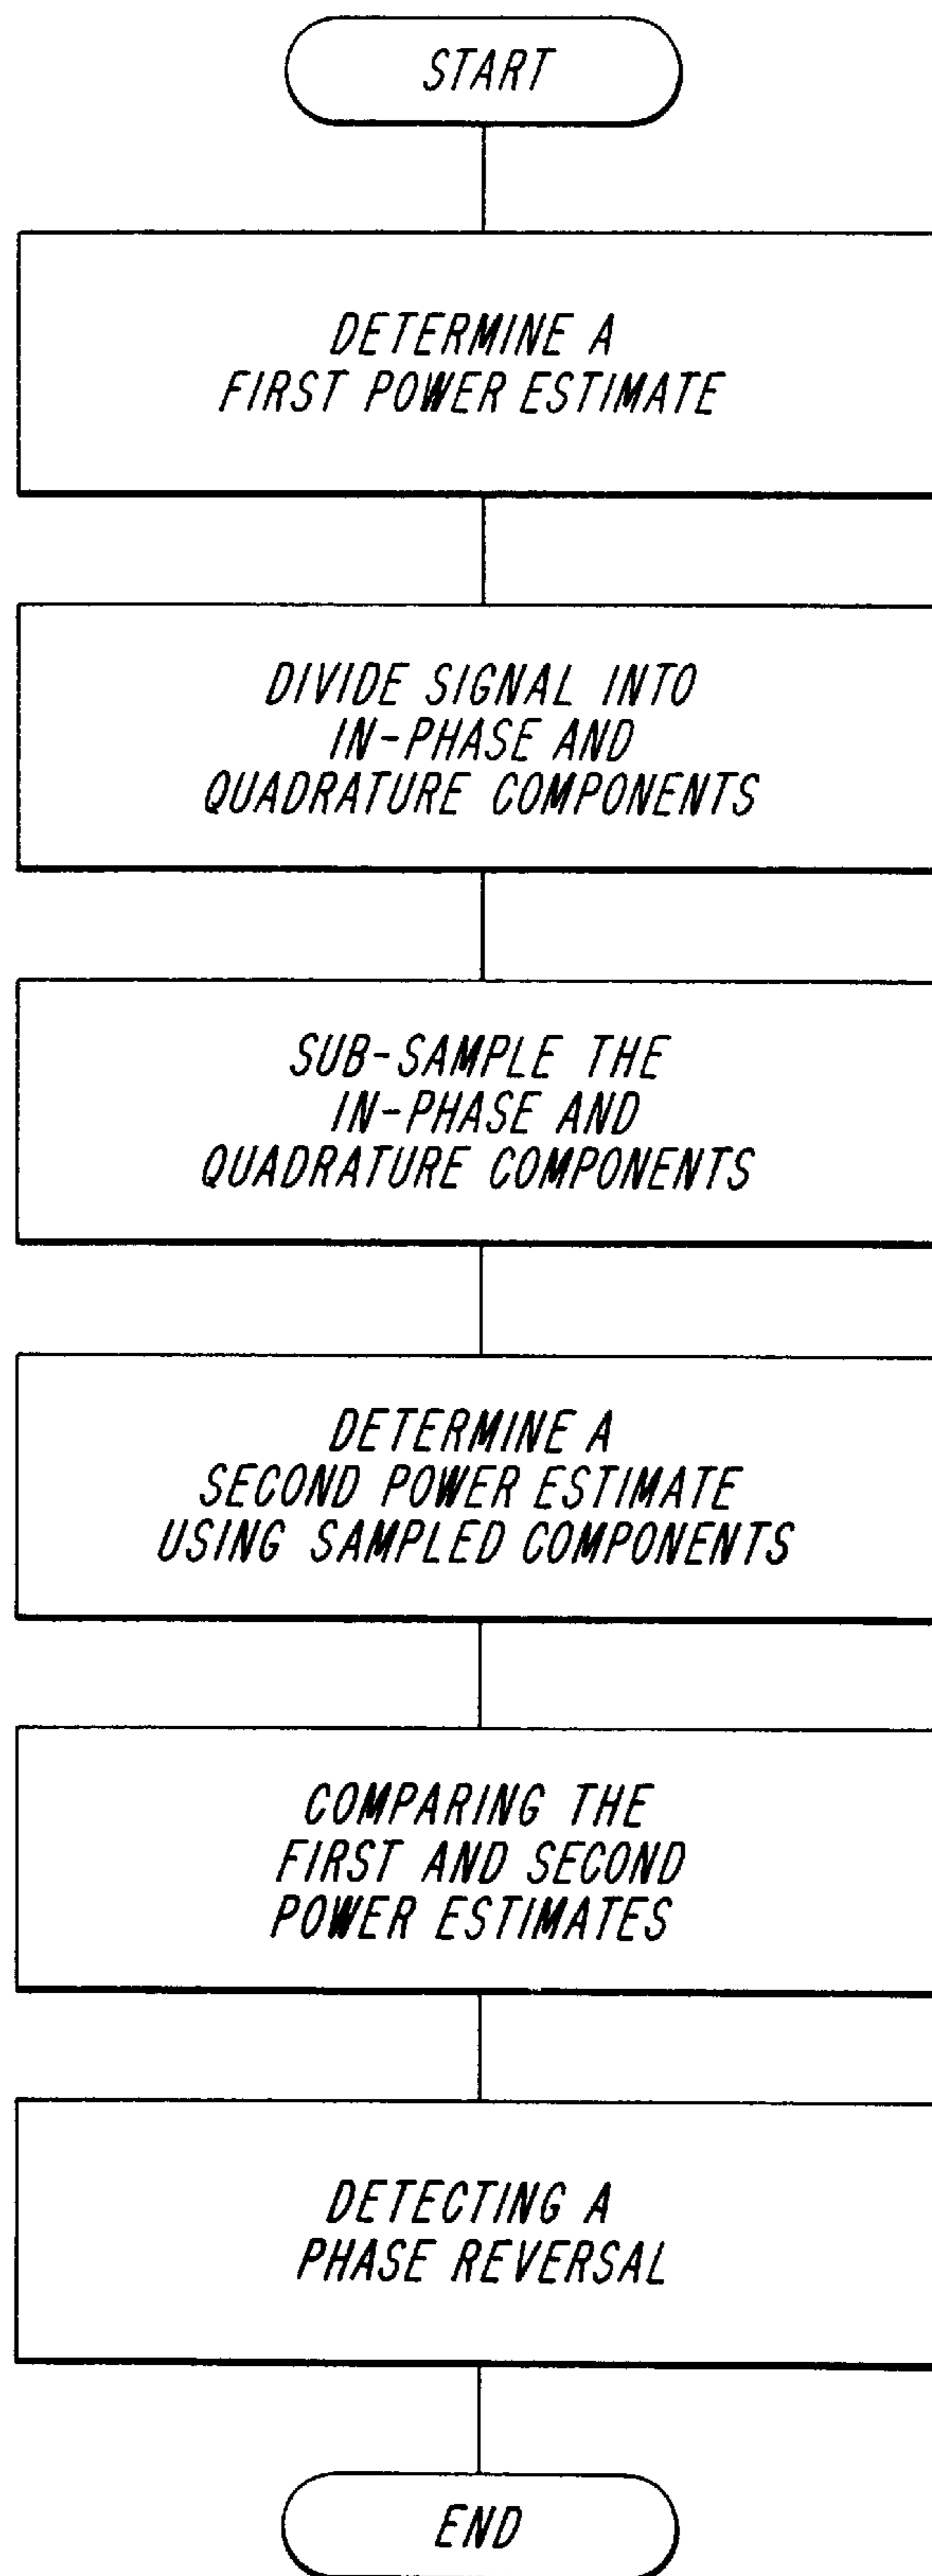 START
DETERMINE A
FIRST POWER ESTIMATE
DIVIDE SIGNAL INTO
IN-PHASE AND
QUADRATURE COMPONENTS
SUB-SAMPLE THE
IN-PHASE AND
QUADRATURE COMPONENTS
DETERMINE A
SECOND POWER ESTIMATE
USING SAMPLED COMPONENTS
COMPARING THE
FIRST AND SECOND
POWER ESTIMATES
DETECTING A
PHASE REVERSAL
END